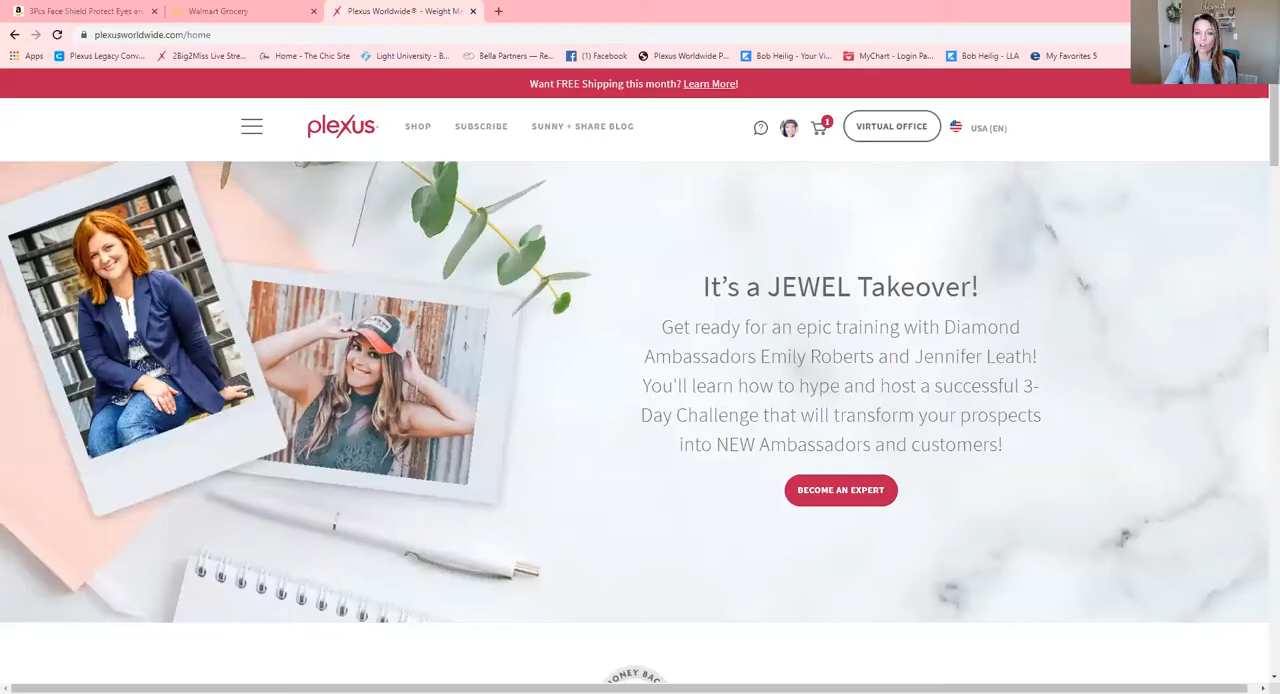 3Pcs Face Shield Protect Eyes an
Walmart Grocery
Plexus Worldwide® - Weight M
plexusworldwide.com/home
Apps
Plexus Legacy Conv...
2Big2Miss Live Stre...
Home - The Chic Site
Light University - B...
Bella Partners — Re...
(1) Facebook
Plexus Worldwide P...
Bob Heilig - Your Vi...
MyChart - Login Pa...
Bob Heilig - LLA
My Favorites 5
Want FREE Shipping this month? Learn More!
plexus
SHOP
SUBSCRIBE
SUNNY + SHARE BLOG
1
VIRTUAL OFFICE
USA (EN)
It's a JEWEL Takeover!
Get ready for an epic training with Diamond
Ambassadors Emily Roberts and Jennifer Leath!
You'll learn how to hype and host a successful 3-
Day Challenge that will transform your prospects
into NEW Ambassadors and customers!
BECOME AN EXPERT
MONEY BAC